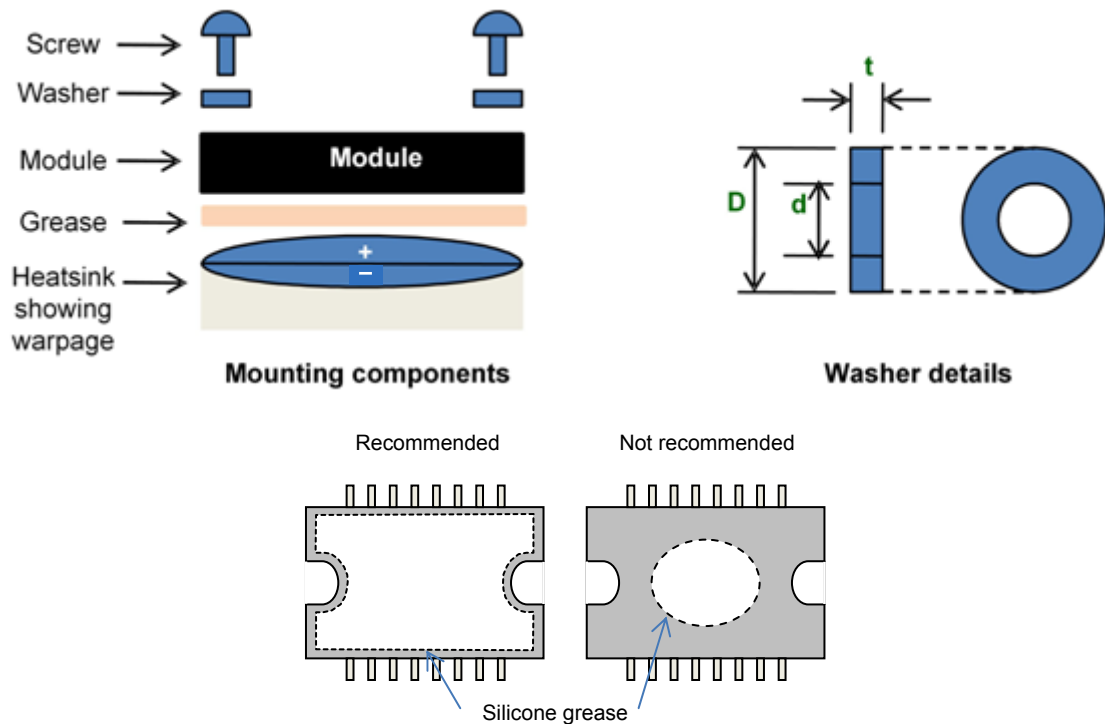 Screw
Washer
Module
Module
Grease
+
−
Heatsink
showing
warpage
Mounting components
t
D
d
Washer details
Recommended
Not recommended
Silicone grease